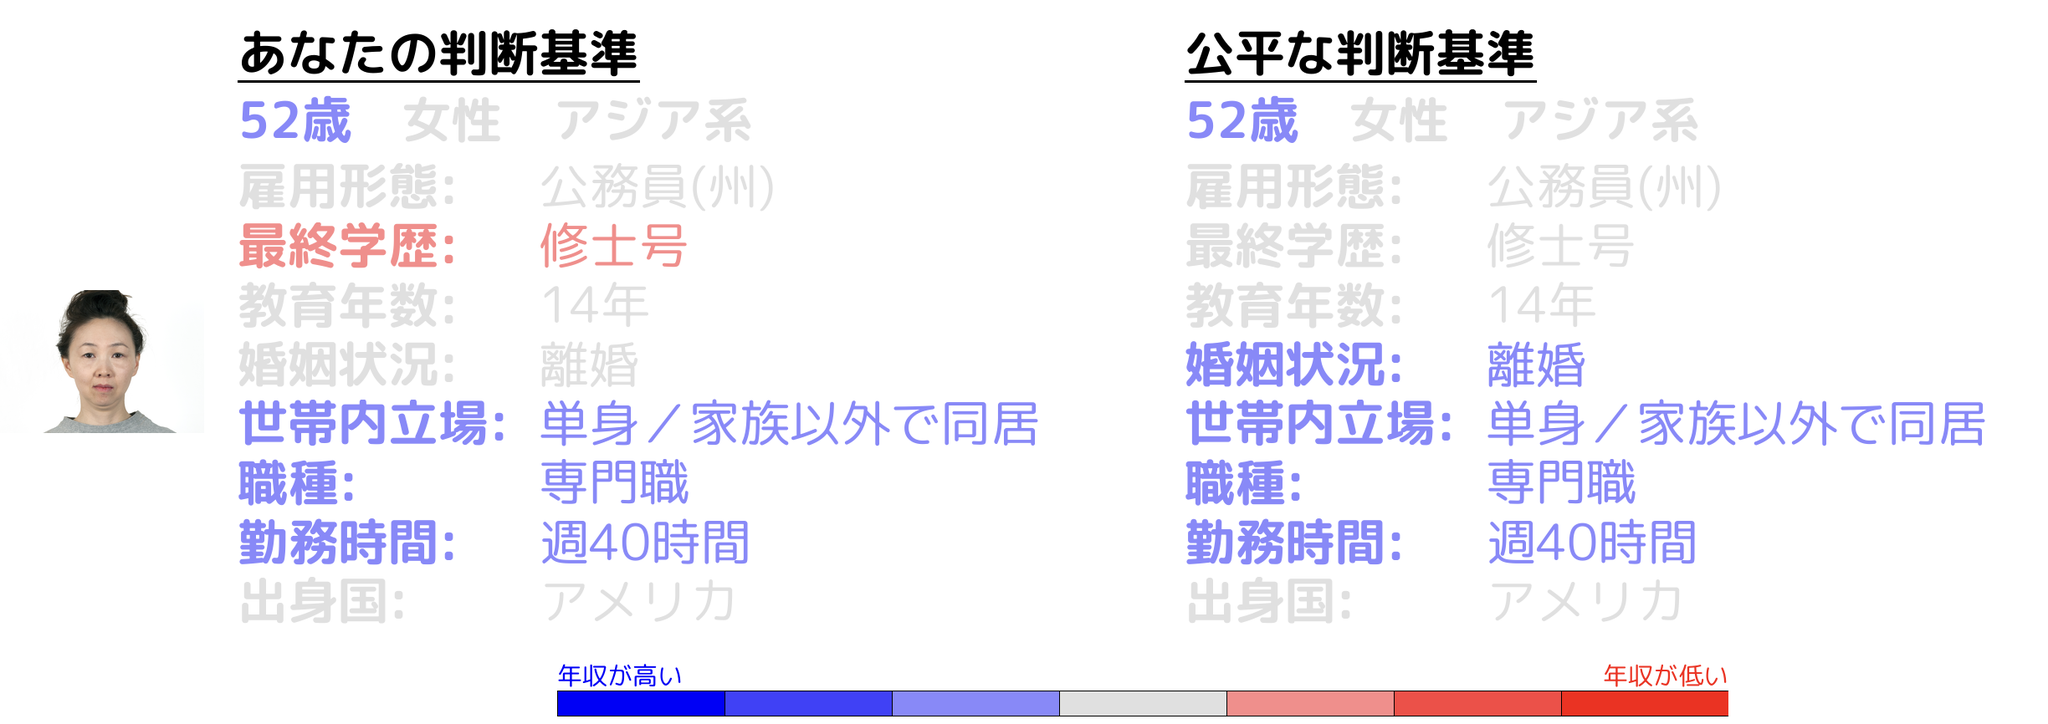 あなたの判断基準
52歳 女性 アジア系
雇用形態: 公務員(州)
最終学歴: 修士号
教育年数: 14年
婚姻状況: 離婚
世帯内立場: 単身／家族以外で同居
職種: 専門職
勤務時間: 週40時間
出身国: アメリカ
公平な判断基準
52歳 女性 アジア系
雇用形態: 公務員(州)
最終学歴: 修士号
教育年数: 14年
婚姻状況: 離婚
世帯内立場: 単身／家族以外で同居
職種: 専門職
勤務時間: 週40時間
出身国: アメリカ
年収が高い
年収が低い